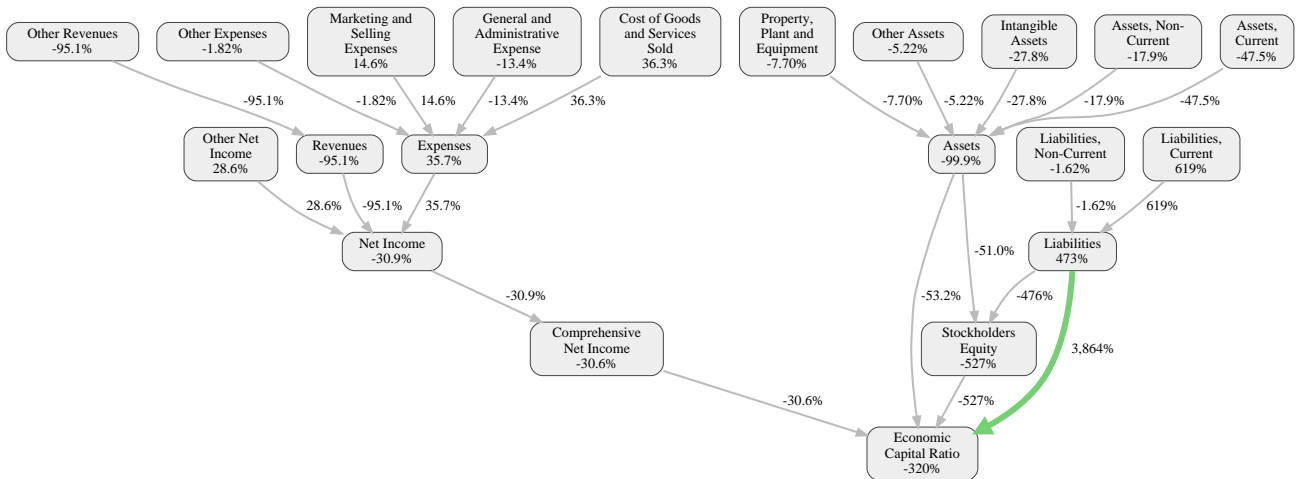 Other Revenues
-95.1%
Other Expenses
-1.82%
Marketing and
Selling
Expenses
14.6%
General and
Administrative
Expense
-13.4%
Cost of Goods
and Services
Sold
36.3%
Property,
Plant and
Equipment
-7.70%
Other Assets
-5.22%
Intangible
Assets
-27.8%
Assets, Non-
Current
-17.9%
Assets,
Current
-47.5%
-95.1%
-1.82%
14.6%
-13.4%
36.3%
-7.70%
-5.22%
-27.8%
-17.9%
-47.5%
Other Net
Income
28.6%
Revenues
-95.1%
Expenses
35.7%
Assets
-99.9%
Liabilities,
Non-Current
-1.62%
Liabilities,
Current
619%
28.6%
-95.1%
35.7%
-1.62%
619%
Net Income
-30.9%
-51.0%
Liabilities
473%
-30.9%
-53.2%
-476%
Comprehensive
Net Income
-30.6%
Stockholders
Equity
-527%
3,864%
-30.6%
-527%
Economic
Capital Ratio
-320%